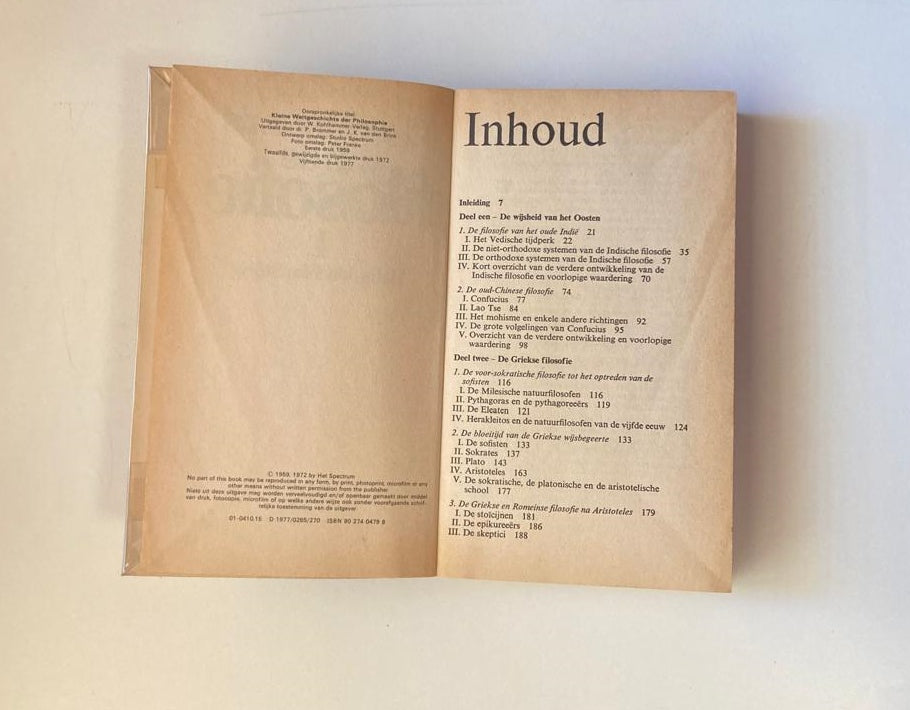 Oorspronkelijke titel
Kleine Weltgeschichte der Philosophie
Uitgegeven door W. Kohlhammer Verlag, Stuttgart
Vertaald door dr. P. Brommer en J. K. van den Brink
Ontwerp omslag: Studio Spectrum
Foto omslag: Peter Franke
Eerste druk 1959
Twaalfde, gewijzigde en bijgewerkte druk 1972
Vijftiende druk 1977
© 1959, 1972 by Het Spectrum
No part of this book may be reproduced in any form, by print, photoprint, microfilm or any
other means without written permission from the publisher
Niets uit deze uitgave mag worden verveelvoudigd en/of openbaar gemaakt door middel
van druk, fotokopie, microfilm of op welke andere wijze ook zonder voorafgaande schrif-
telijke toestemming van de uitgever
01-0410.15 D 1977/0265/270 ISBN 90 274 0479 8
Inhoud
Inleiding 7
Deel een – De wijsheid van het Oosten
1. De filosofie van het oude Indië 21
I. Het Vedische tijdperk 22
II. De niet-orthodoxe systemen van de Indische filosofie 35
III. De orthodoxe systemen van de Indische filosofie 57
IV. Kort overzicht van de verdere ontwikkeling van de
Indische filosofie en voorlopige waardering 70
2. De oud-Chinese filosofie 74
I. Confucius 77
II. Lao Tse 84
III. Het mohisme en enkele andere richtingen 92
IV. De grote volgelingen van Confucius 95
V. Overzicht van de verdere ontwikkeling en voorlopige
waardering 98
Deel twee – De Griekse filosofie
1. De voor-sokratische filosofie tot het optreden van de
sofisten 116
I. De Milesische natuurfilosofen 116
II. Pythagoras en de pythagoreeërs 119
III. De Eleaten 121
IV. Herakleitos en de natuurfilosofen van de vijfde eeuw 124
2. De bloeitijd van de Griekse wijsbegeerte 133
I. De sofisten 133
II. Sokrates 137
III. Plato 143
IV. Aristoteles 163
V. De sokratische, de platonische en de aristotelische
school 177
3. De Griekse en Romeinse filosofie na Aristoteles 179
I. De stoïcijnen 181
II. De epikureeërs 186
III. De skeptici 188